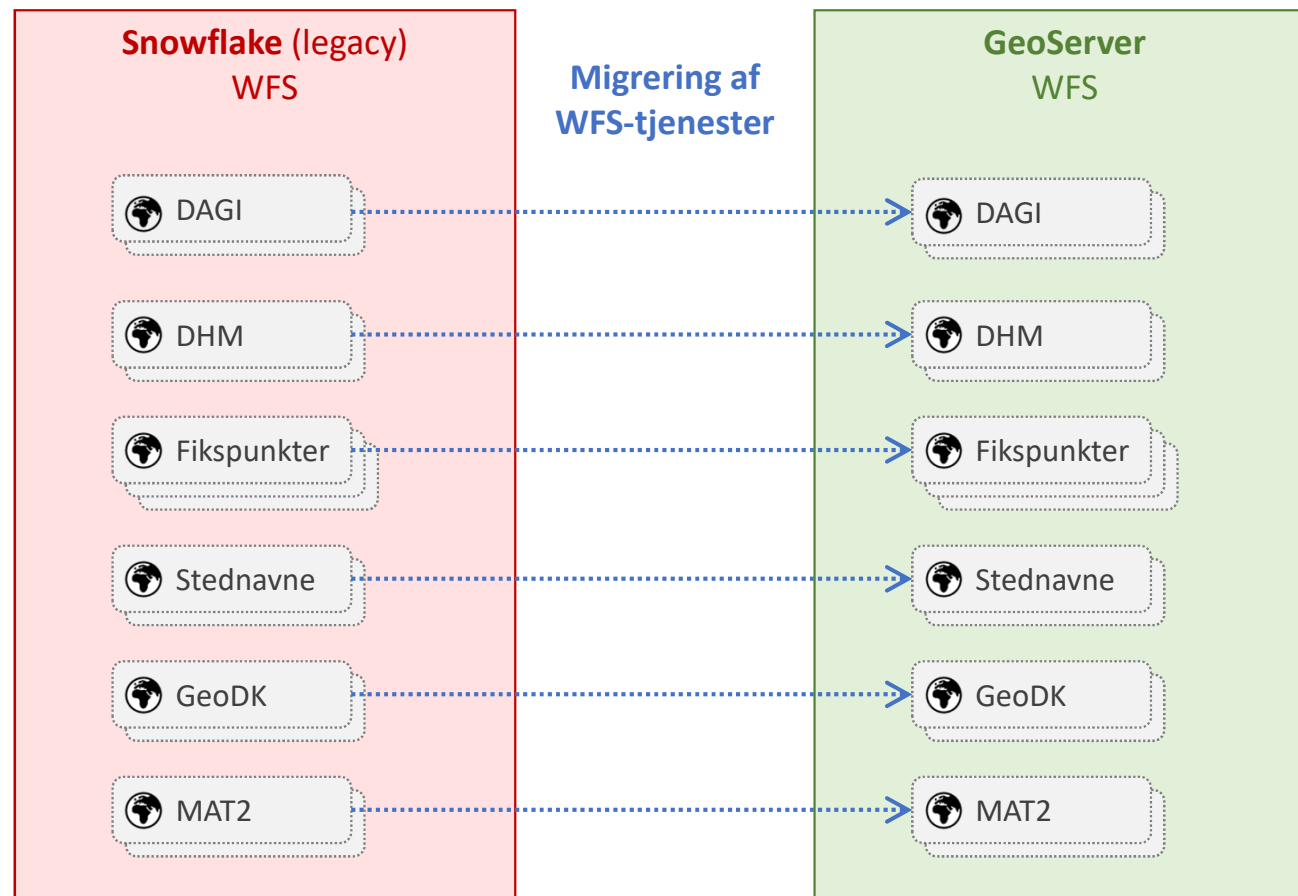 Snowflake (legacy)
WFS
Migrering af
WFS-tjenester
GeoServer
WFS
DAGI
DAGI
DHM
DHM
Fikspunkter
Fikspunkter
Stednavne
Stednavne
GeoDK
GeoDK
MAT2
MAT2